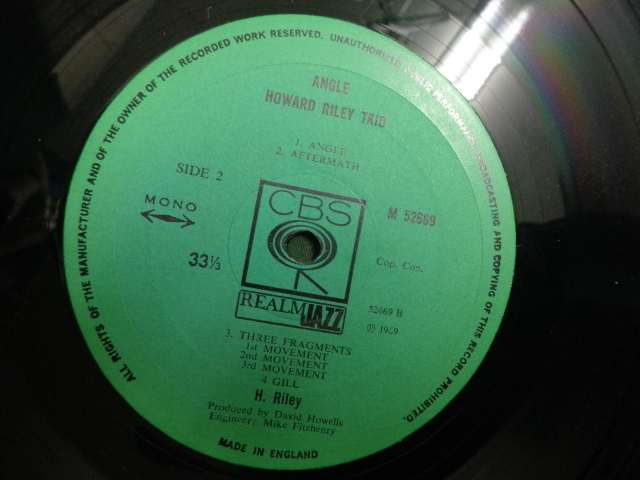 ALL RIGHTS OF THE MANUFACTURER AND OF THE OWNER OF THE RECORDED WORK RESERVED. UNAUTHORIZED PUBLIC PERFORMANCE, BROADCASTING AND COPYING OF THIS RECORD PROHIBITED.
ANGLE
HOWARD RILEY TRIO
1. ANGLE
2. AFTERMATH
SIDE 2
MONO
33⅓
CBS
M 52669
Cop. Con.
REALM JAZZ
52669 B
℗ 1969
3. THREE FRAGMENTS
1st MOVEMENT
2nd MOVEMENT
3rd MOVEMENT
4 GILL
H. Riley
Produced by David Howells
Engineer: Mike Fitzhenry
MADE IN ENGLAND